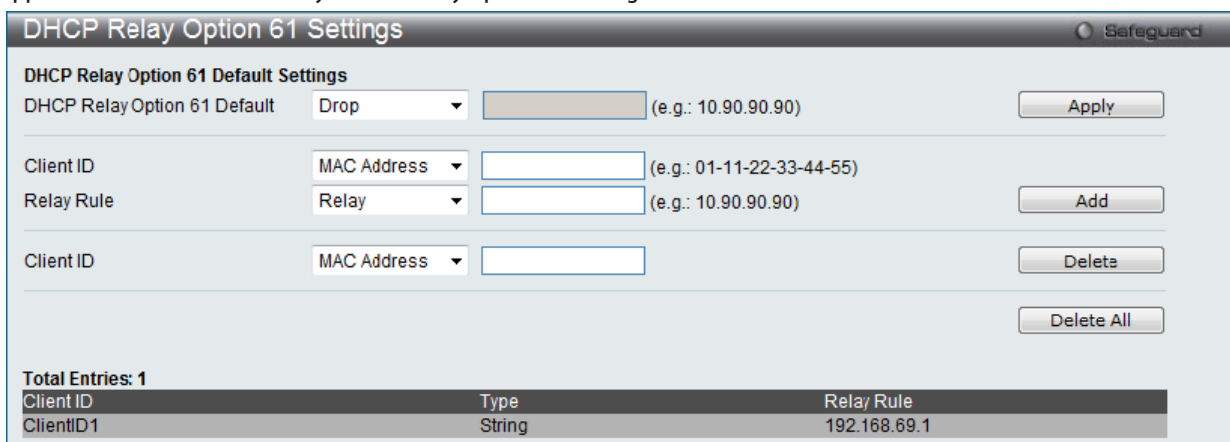 DHCP Relay Option 61 Settings
Safeguard
DHCP Relay Option 61 Default Settings
DHCP Relay Option 61 Default Drop (e.g.: 10.90.90.90) Apply
Client ID MAC Address (e.g.: 01-11-22-33-44-55)
Relay Rule Relay (e.g.: 10.90.90.90) Add
Client ID MAC Address Delete
Delete All
Total Entries: 1
Client ID Type Relay Rule
ClientID1 String 192.168.69.1